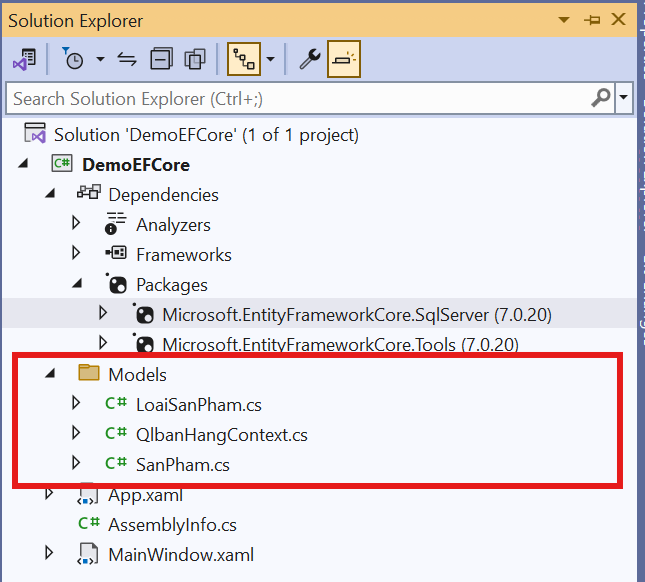 Solution Explorer
Search Solution Explorer (Ctrl+;)
Solution 'DemoEFCore' (1 of 1 project)
C# DemoEFCore
Dependencies
Analyzers
Frameworks
Packages
Microsoft.EntityFrameworkCore.SqlServer (7.0.20)
Microsoft.EntityFrameworkCore.Tools (7.0.20)
Models
C# LoaiSanPham.cs
C# QlbanHangContext.cs
C# SanPham.cs
App.xaml
C# AssemblyInfo.cs
MainWindow.xaml